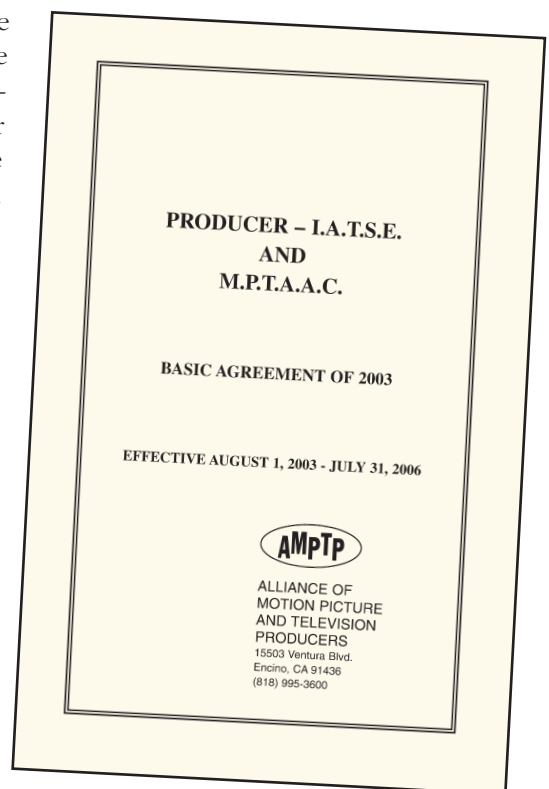 PRODUCER – I.A.T.S.E.
AND
M.P.T.A.A.C.
BASIC AGREEMENT OF 2003
EFFECTIVE AUGUST 1, 2003 - JULY 31, 2006
AMPTP
ALLIANCE OF
MOTION PICTURE
AND TELEVISION
PRODUCERS
15503 Ventura Blvd.
Encino, CA 91436
(818) 995-3600